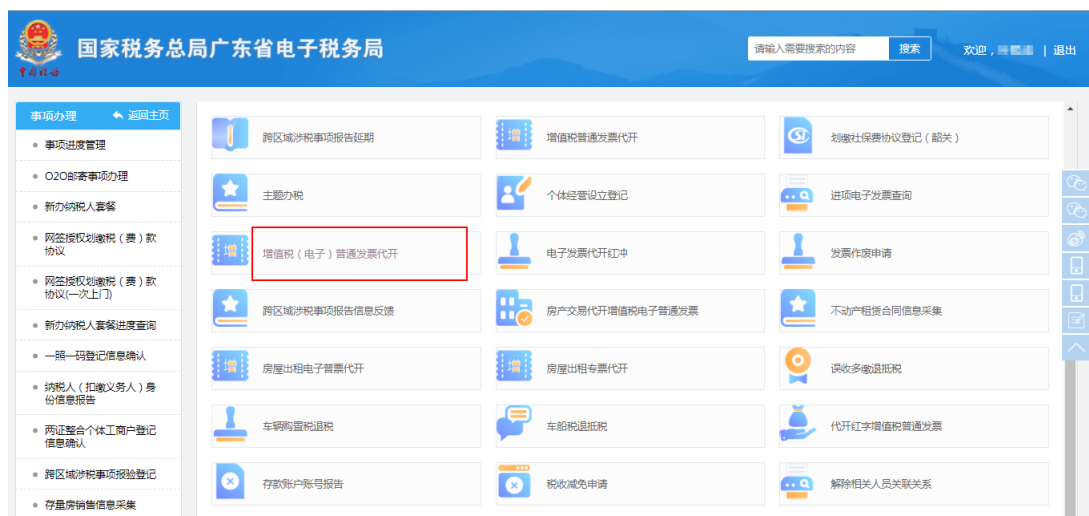 国家税务总局广东省电子税务局
中国税务
请输入需要搜索的内容
搜索
欢迎，
| 退出
事项办理
返回主页
事项进度管理
O2O邮寄事项办理
新办纳税人套餐
网签授权划缴税（费）款
协议
网签授权划缴税（费）款
协议(一次上门)
新办纳税人套餐进度查询
一照一码登记信息确认
纳税人（扣缴义务人）身
份信息报告
两证整合个体工商户登记
信息确认
跨区域涉税事项报验登记
存量房销售信息采集
跨区域涉税事项报告延期
增
增值税普通发票代开
划缴社保费协议登记（韶关）
主题办税
个体经营设立登记
进项电子发票查询
增
增值税（电子）普通发票代开
电子发票代开红冲
发票作废申请
跨区域涉税事项报告信息反馈
房产交易代开增值税电子普通发票
不动产租赁合同信息采集
增
房屋出租电子普票代开
增
房屋出租专票代开
误收多缴退抵税
车辆购置税退税
车船税退抵税
代开红字增值税普通发票
存款账户账号报告
税收减免申请
解除相关人员关联关系